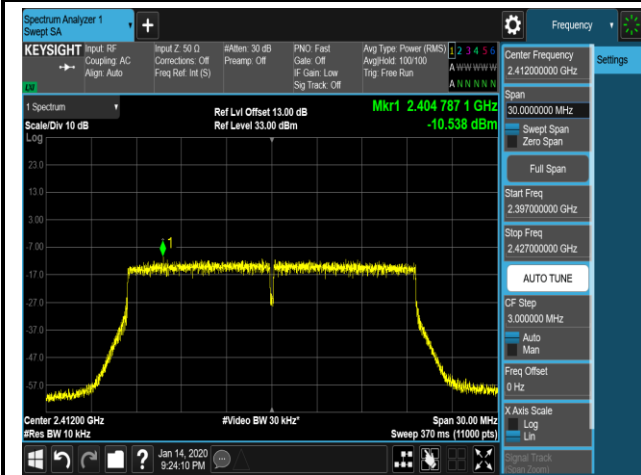 Spectrum Analyzer 1
Swept SA
+
Frequency
KEYSIGHT
Input: RF
Coupling: AC
Align: Auto
Input Z: 50 Ω
Corrections: Off
Freq Ref: Int (S)
#Atten: 30 dB
Preamp: Off
PNO: Fast
Gate: Off
IF Gain: Low
Sig Track: Off
Avg Type: Power (RMS)
Avg|Hold: 100/100
Trig: Free Run
1 2 3 4 5 6
A W W W W W
A N N N N N
1 Spectrum
Scale/Div 10 dB
Ref Lvl Offset 13.00 dB
Ref Level 33.00 dBm
Mkr1 2.404 787 1 GHz
-10.538 dBm
Log
23.0
13.0
3.00
-7.00
-17.0
-27.0
-37.0
-47.0
-57.0
1
Center 2.41200 GHz
#Res BW 10 kHz
#Video BW 30 kHz*
Span 30.00 MHz
Sweep 370 ms (11000 pts)
Center Frequency
2.412000000 GHz
Settings
Span
30.0000000 MHz
Swept Span
Zero Span
Full Span
Start Freq
2.397000000 GHz
Stop Freq
2.427000000 GHz
AUTO TUNE
CF Step
3.000000 MHz
Auto
Man
Freq Offset
0 Hz
X Axis Scale
Log
Lin
Signal Track
(Span Zoom)
?
Jan 14, 2020
9:24:10 PM